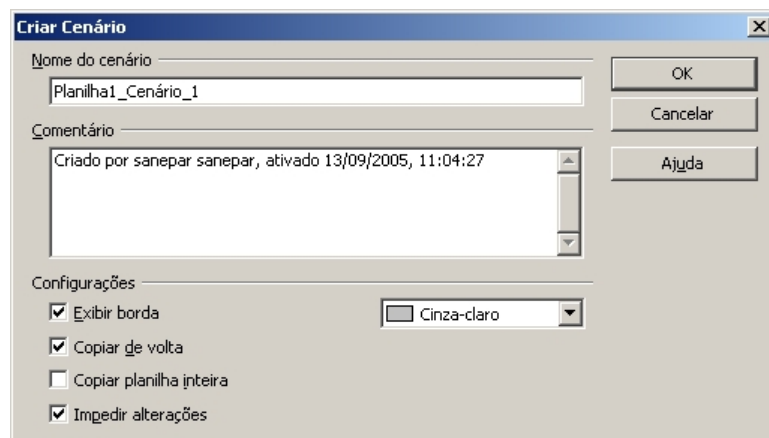 Criar Cenário
Nome do cenário
Planilha1_Cenário_1
OK
Cancelar
Comentário
Criado por sanepar sanepar, ativado 13/09/2005, 11:04:27
Ajuda
Configurações
Exibir borda
Cinza-claro
Copiar de volta
Copiar planilha inteira
Impedir alterações